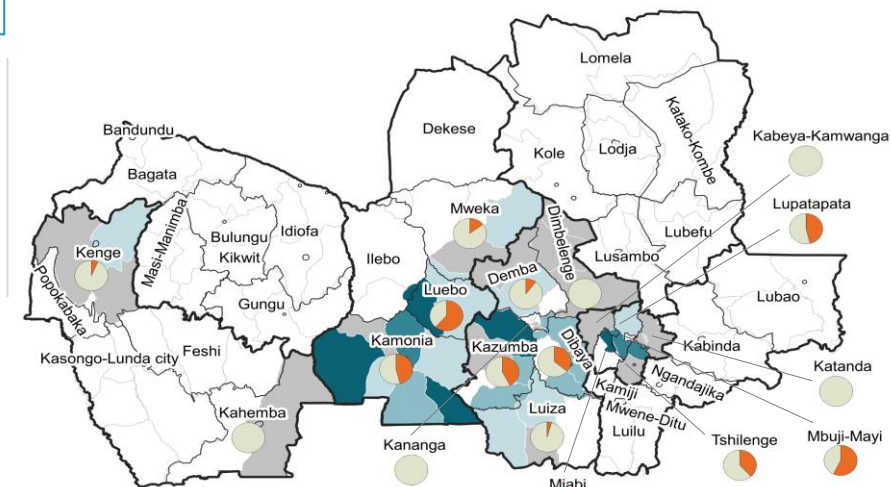 Lomela
Katako-Kombe
Dekese
Kabeya-Kamwanga
Bandundu
Kole
Lodja
Bagata
Lupatapata
Mweka
Dimbelenge
Masi-Manimba
Idiofa
Bulungu
Kikwit
Lubefu
Kenge
Ilebo
Lusambo
Demba
Popokabaka
Luebo
Lubao
Gungu
Kamonia
Kazumba
Dibaya
Kabinda
Kasongo-Lunda city
Feshi
Katanda
Ngandajika
Kamiji
Kahemba
Luiza
Mwene-Ditu
Luilu
Kananga
Tshilenge
Mbuji-Mayi
Miabi